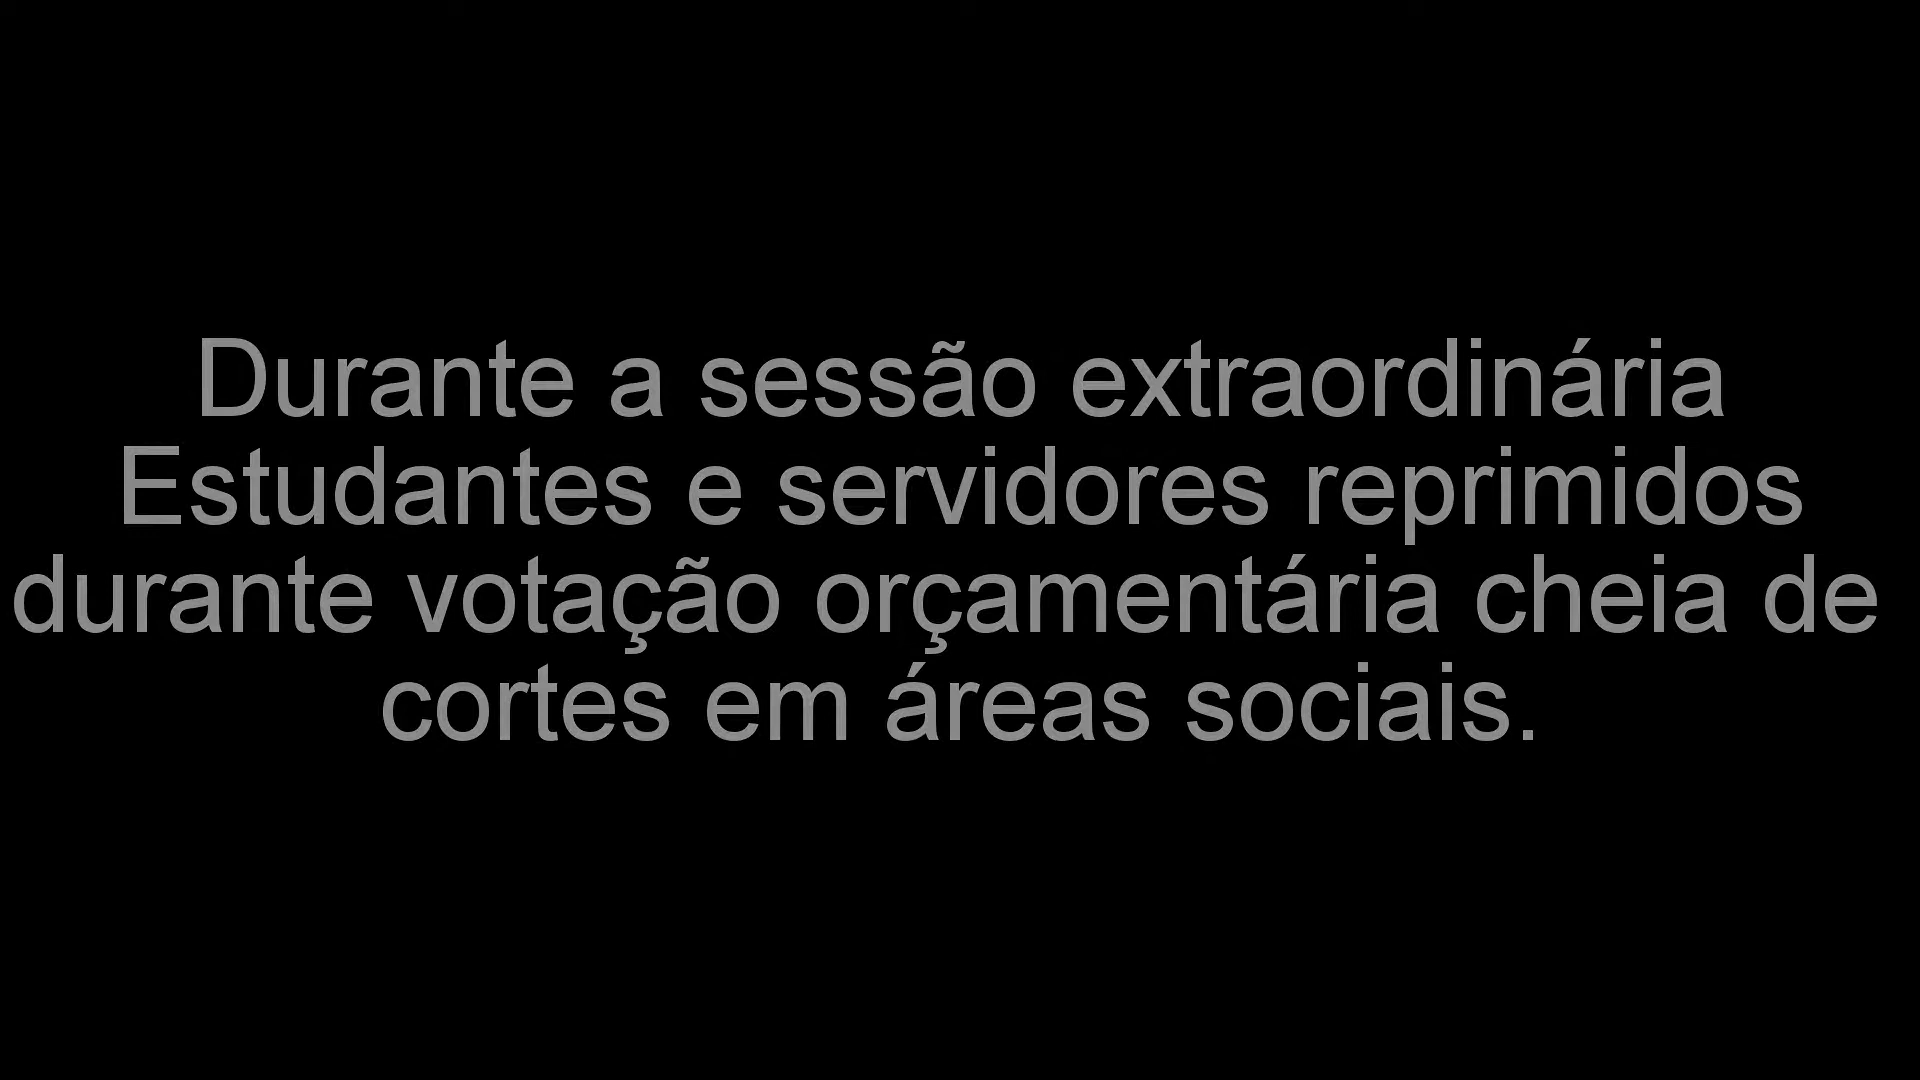 Durante a sessão extraordinária
Estudantes e servidores reprimidos
durante votação orçamentária cheia de
cortes em áreas sociais.